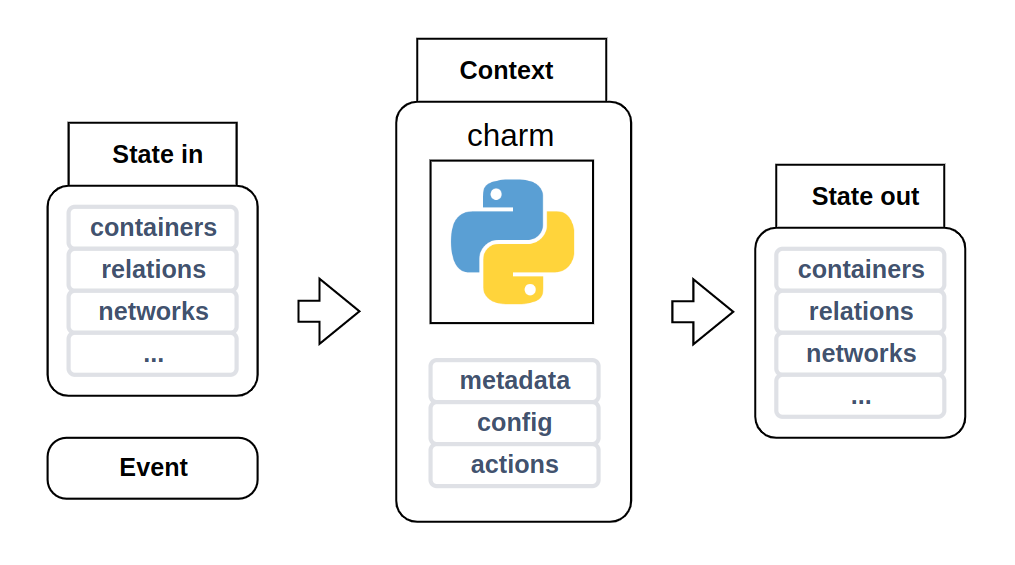 State in
containers
relations
networks
...
Event
Context
charm
metadata
config
actions
State out
containers
relations
networks
...